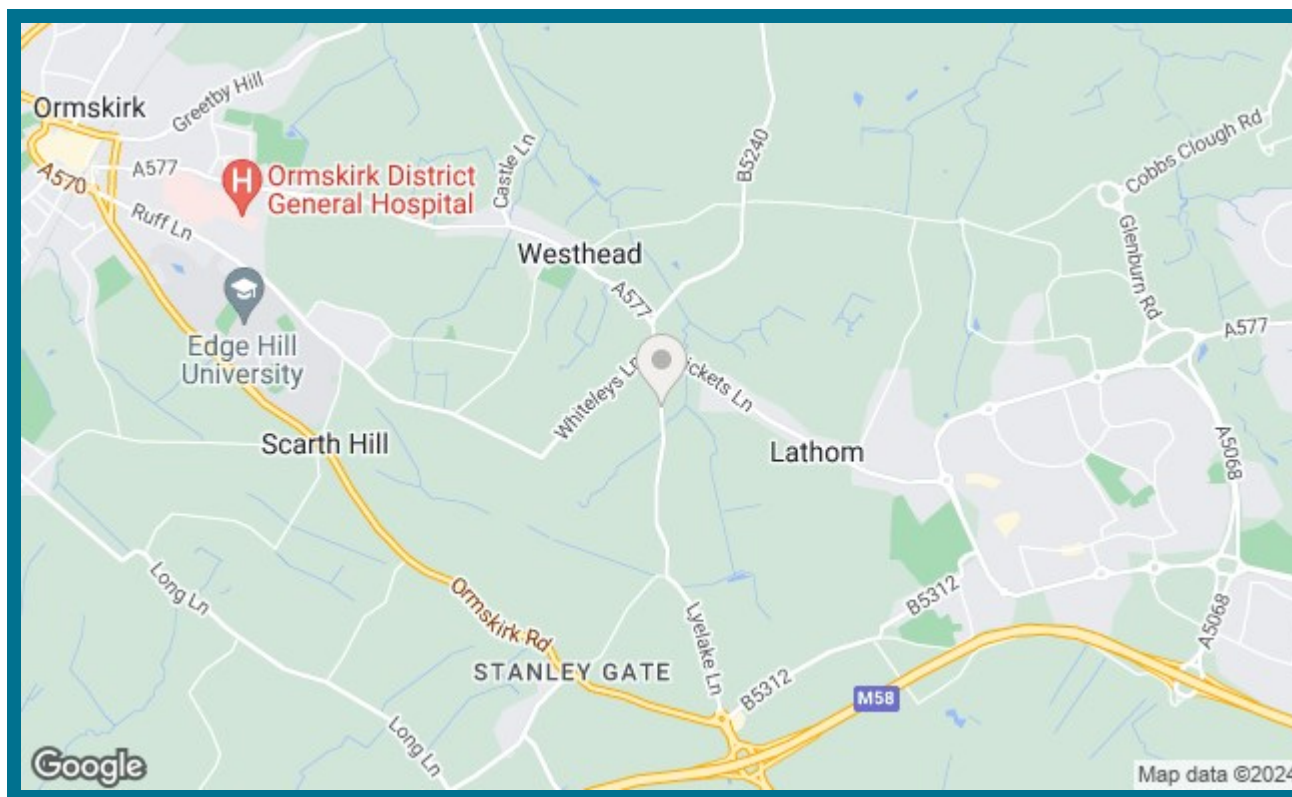 Ormskirk
Greetby Hill
A577
A570
Ruff Ln
H
Ormskirk District
General Hospital
Castle Ln
B5240
Cobbs Clough Rd
Glenburn Rd
Westhead
A577
A577
Edge Hill
University
Whiteleys Ln
ickets Ln
Scarth Hill
Lathom
A5068
Long Ln
Ormskirk Rd
Lyelake Ln
B5312
A5068
STANLEY GATE
B5312
M58
Long Ln
Google
Map data ©2024